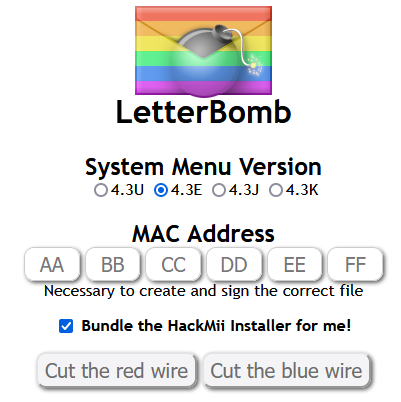 LetterBomb
System Menu Version
4.3U 4.3E 4.3J 4.3K
MAC Address
AA BB CC DD EE FF
Necessary to create and sign the correct file
Bundle the HackMii Installer for me!
Cut the red wire Cut the blue wire